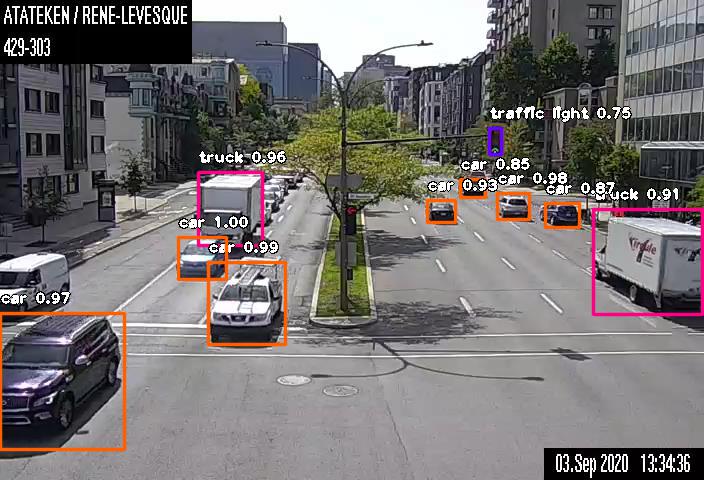 ATATEKEN / RENE-LEVESQUE
429-303
traffic light 0.75
truck 0.96
car 0.85
car 0.98
car 0.93
car 0.87
truck 0.91
car 1.00
car 0.99
car 0.97
03.Sep 2020 13:34:36